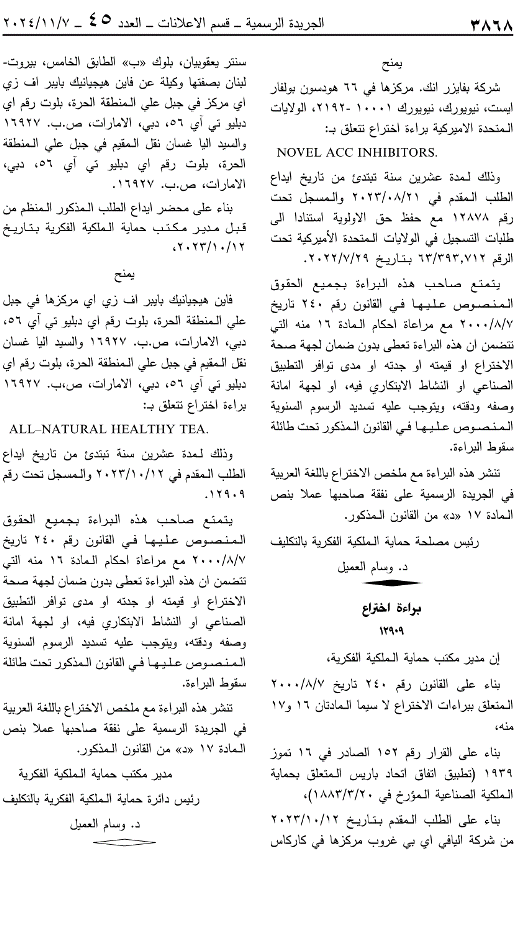 ٣٨٦٨
الجريدة الرسمية ـ قسم الاعلانات ـ العدد ٤٥ ـ ٢٠٢٤/١١/٧
يمنح
شركة بفايزر انك. مركزها في ٦٦ هودسون بولفار
ايست، نيويورك، نيويورك ١٠٠٠١ -٢١٩٢، الولايات
المتحدة الاميركية براءة اختراع تتعلق بـ:
NOVEL ACC INHIBITORS.
وذلك لمدة عشرين سنة تبتدئ من تاريخ ايداع
الطلب المقدم في ٢٠٢٣/٠٨/٢١ والمسجل تحت
رقم ١٢٨٧٨ مع حفظ حق الاولوية استنادا الى
طلبات التسجيل في الولايات المتحدة الأميركية تحت
الرقم ٦٣/٣٩٣,٧١٢ بتاريخ ٢٠٢٢/٧/٢٩.
يتمتع صاحب هذه البراءة بجميع الحقوق
المنصوص عليها في القانون رقم ٢٤٠ تاريخ
٢٠٠٠/٨/٧ مع مراعاة احكام المادة ١٦ منه التي
تتضمن ان هذه البراءة تعطى بدون ضمان لجهة صحة
الاختراع او قيمته او جدته او مدى توافر التطبيق
الصناعي او النشاط الابتكاري فيه، او لجهة امانة
وصفه ودقته، ويتوجب عليه تسديد الرسوم السنوية
المنصوص عليها في القانون المذكور تحت طائلة
سقوط البراءة.
تنشر هذه البراءة مع ملخص الاختراع باللغة العربية
في الجريدة الرسمية على نفقة صاحبها عملا بنص
المادة ١٧ «د» من القانون المذكور.
رئيس مصلحة حماية الملكية الفكرية بالتكليف
د. وسام العميل
براءة اختراع
١٢٩٠٩
إن مدير مكتب حماية الملكية الفكرية،
بناء على القانون رقم ٢٤٠ تاريخ ٢٠٠٠/٨/٧
المتعلق ببراءات الاختراع لا سيما المادتان ١٦ و١٧
منه،
بناء على القرار رقم ١٥٢ الصادر في ١٦ تموز
١٩٣٩ (تطبيق اتفاق اتحاد باريس المتعلق بحماية
الملكية الصناعية المؤرخ في ١٨٨٣/٣/٢٠)،
بناء على الطلب المقدم بتاريخ ٢٠٢٣/١٠/١٢
من شركة اليافي اي بي غروب مركزها في كاركاس
سنتر يعقوبيان، بلوك «ب» الطابق الخامس، بيروت-
لبنان بصفتها وكيلة عن فاين هيجيانيك بايبر اف زي
اي مركز في جبل علي المنطقة الحرة، بلوت رقم اي
دبليو تي آي ٥٦، دبي، الامارات، ص.ب. ١٦٩٢٧
والسيد اليا غسان نقل المقيم في جبل علي المنطقة
الحرة، بلوت رقم اي دبليو تي آي ٥٦، دبي،
الامارات، ص.ب. ١٦٩٢٧.
بناء على محضر ايداع الطلب المذكور المنظم من
قبل مدير مكتب حماية الملكية الفكرية بتاريخ
٢٠٢٣/١٠/١٢،
يمنح
فاين هيجيانيك بايبر اف زي اي مركزها في جبل
علي المنطقة الحرة، بلوت رقم اي دبليو تي آي ٥٦،
دبي، الامارات، ص.ب. ١٦٩٢٧ والسيد اليا غسان
نقل المقيم في جبل علي المنطقة الحرة، بلوت رقم اي
دبليو تي آي ٥٦، دبي، الامارات، ص،ب. ١٦٩٢٧
براءة اختراع تتعلق بـ:
ALL–NATURAL HEALTHY TEA.
وذلك لمدة عشرين سنة تبتدئ من تاريخ ايداع
الطلب المقدم في ٢٠٢٣/١٠/١٢ والمسجل تحت رقم
١٢٩٠٩.
يتمتع صاحب هذه البراءة بجميع الحقوق
المنصوص عليها في القانون رقم ٢٤٠ تاريخ
٢٠٠٠/٨/٧ مع مراعاة احكام المادة ١٦ منه التي
تتضمن ان هذه البراءة تعطى بدون ضمان لجهة صحة
الاختراع او قيمته او جدته او مدى توافر التطبيق
الصناعي او النشاط الابتكاري فيه، او لجهة امانة
وصفه ودقته، ويتوجب عليه تسديد الرسوم السنوية
المنصوص عليها في القانون المذكور تحت طائلة
سقوط البراءة.
تنشر هذه البراءة مع ملخص الاختراع باللغة العربية
في الجريدة الرسمية على نفقة صاحبها عملا بنص
المادة ١٧ «د» من القانون المذكور.
مدير مكتب حماية الملكية الفكرية
رئيس دائرة حماية الملكية الفكرية بالتكليف
د. وسام العميل